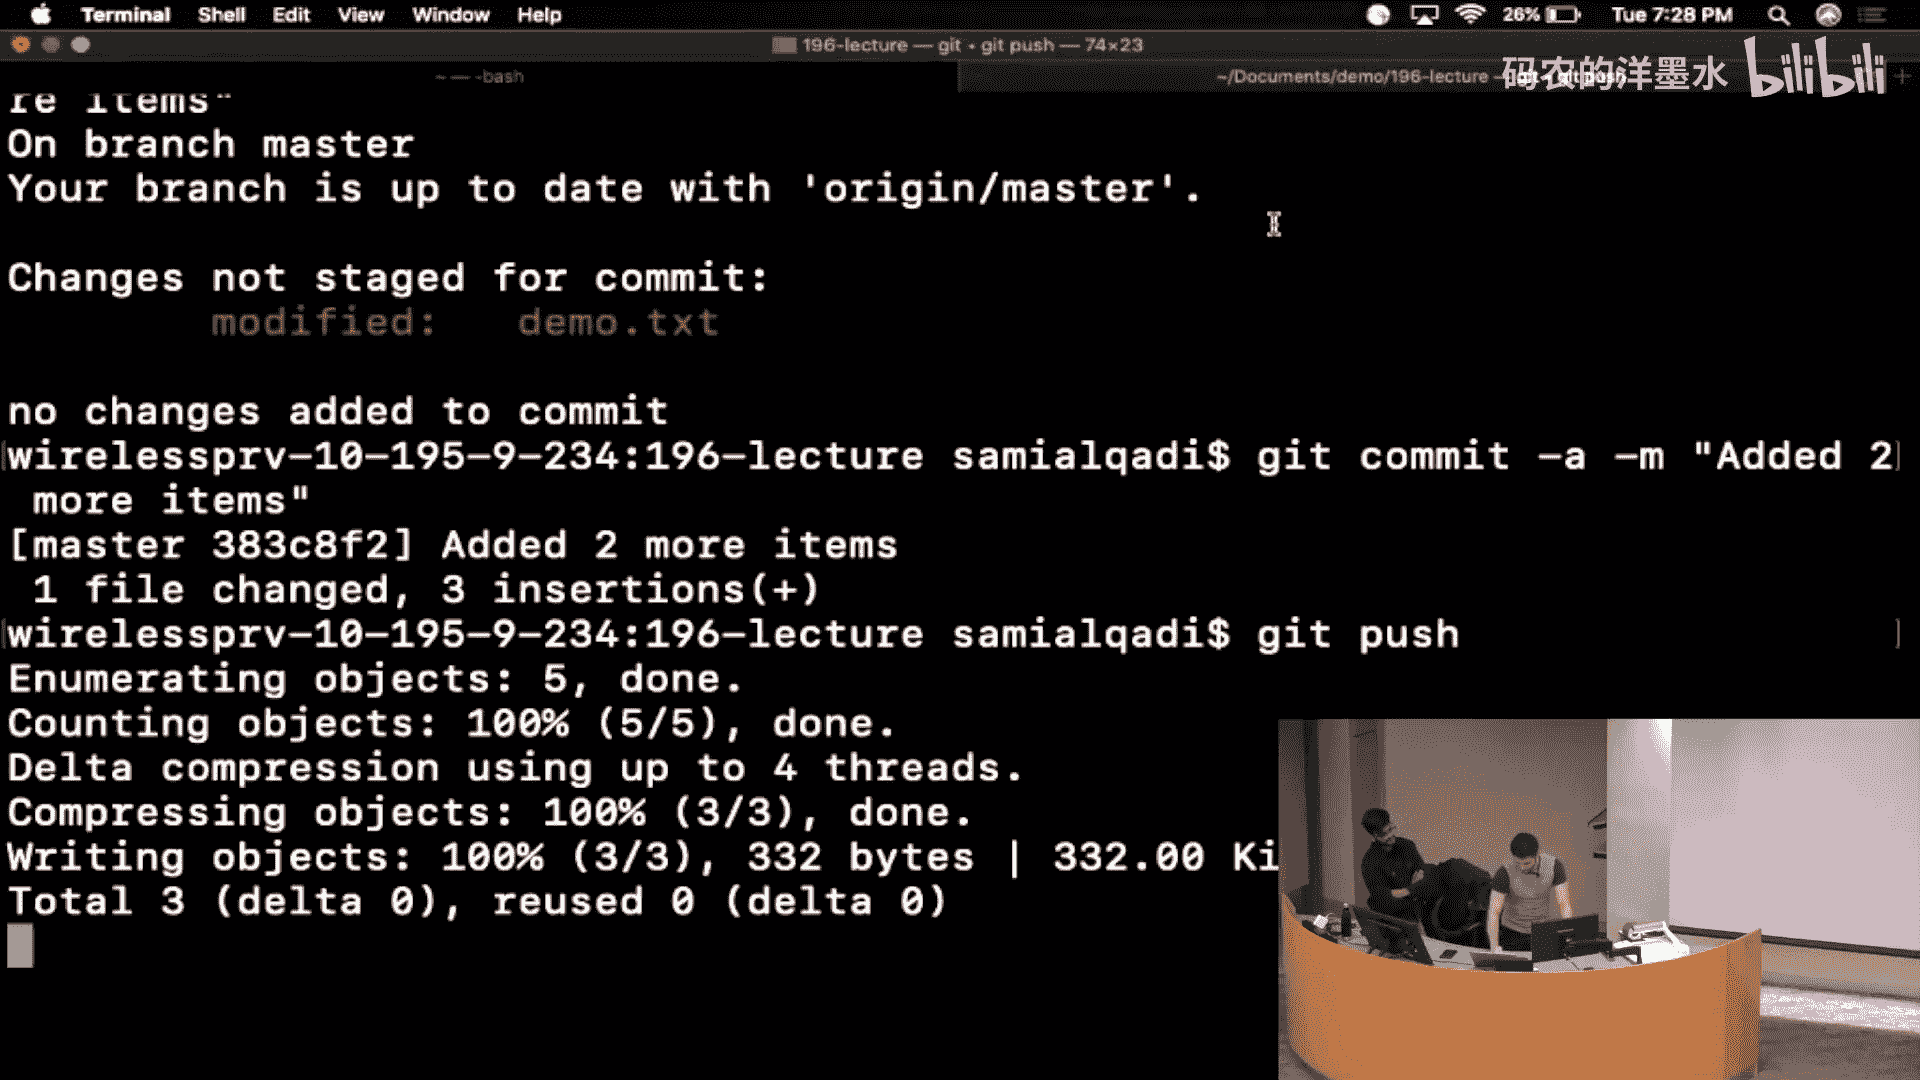 Terminal Shell Edit View Window Help 26% Tue 7:28 PM
196-lecture — git • git push — 74×23
~ — -bash ~/Documents/demo/196-lecture — git • git push
码农的洋墨水 bilibili
re items"
On branch master
Your branch is up to date with 'origin/master'.
Changes not staged for commit:
modified: demo.txt
no changes added to commit
wirelessprv-10-195-9-234:196-lecture samialqadi$ git commit -a -m "Added 2
more items"
[master 383c8f2] Added 2 more items
1 file changed, 3 insertions(+)
wirelessprv-10-195-9-234:196-lecture samialqadi$ git push
Enumerating objects: 5, done.
Counting objects: 100% (5/5), done.
Delta compression using up to 4 threads.
Compressing objects: 100% (3/3), done.
Writing objects: 100% (3/3), 332 bytes | 332.00 Ki
Total 3 (delta 0), reused 0 (delta 0)